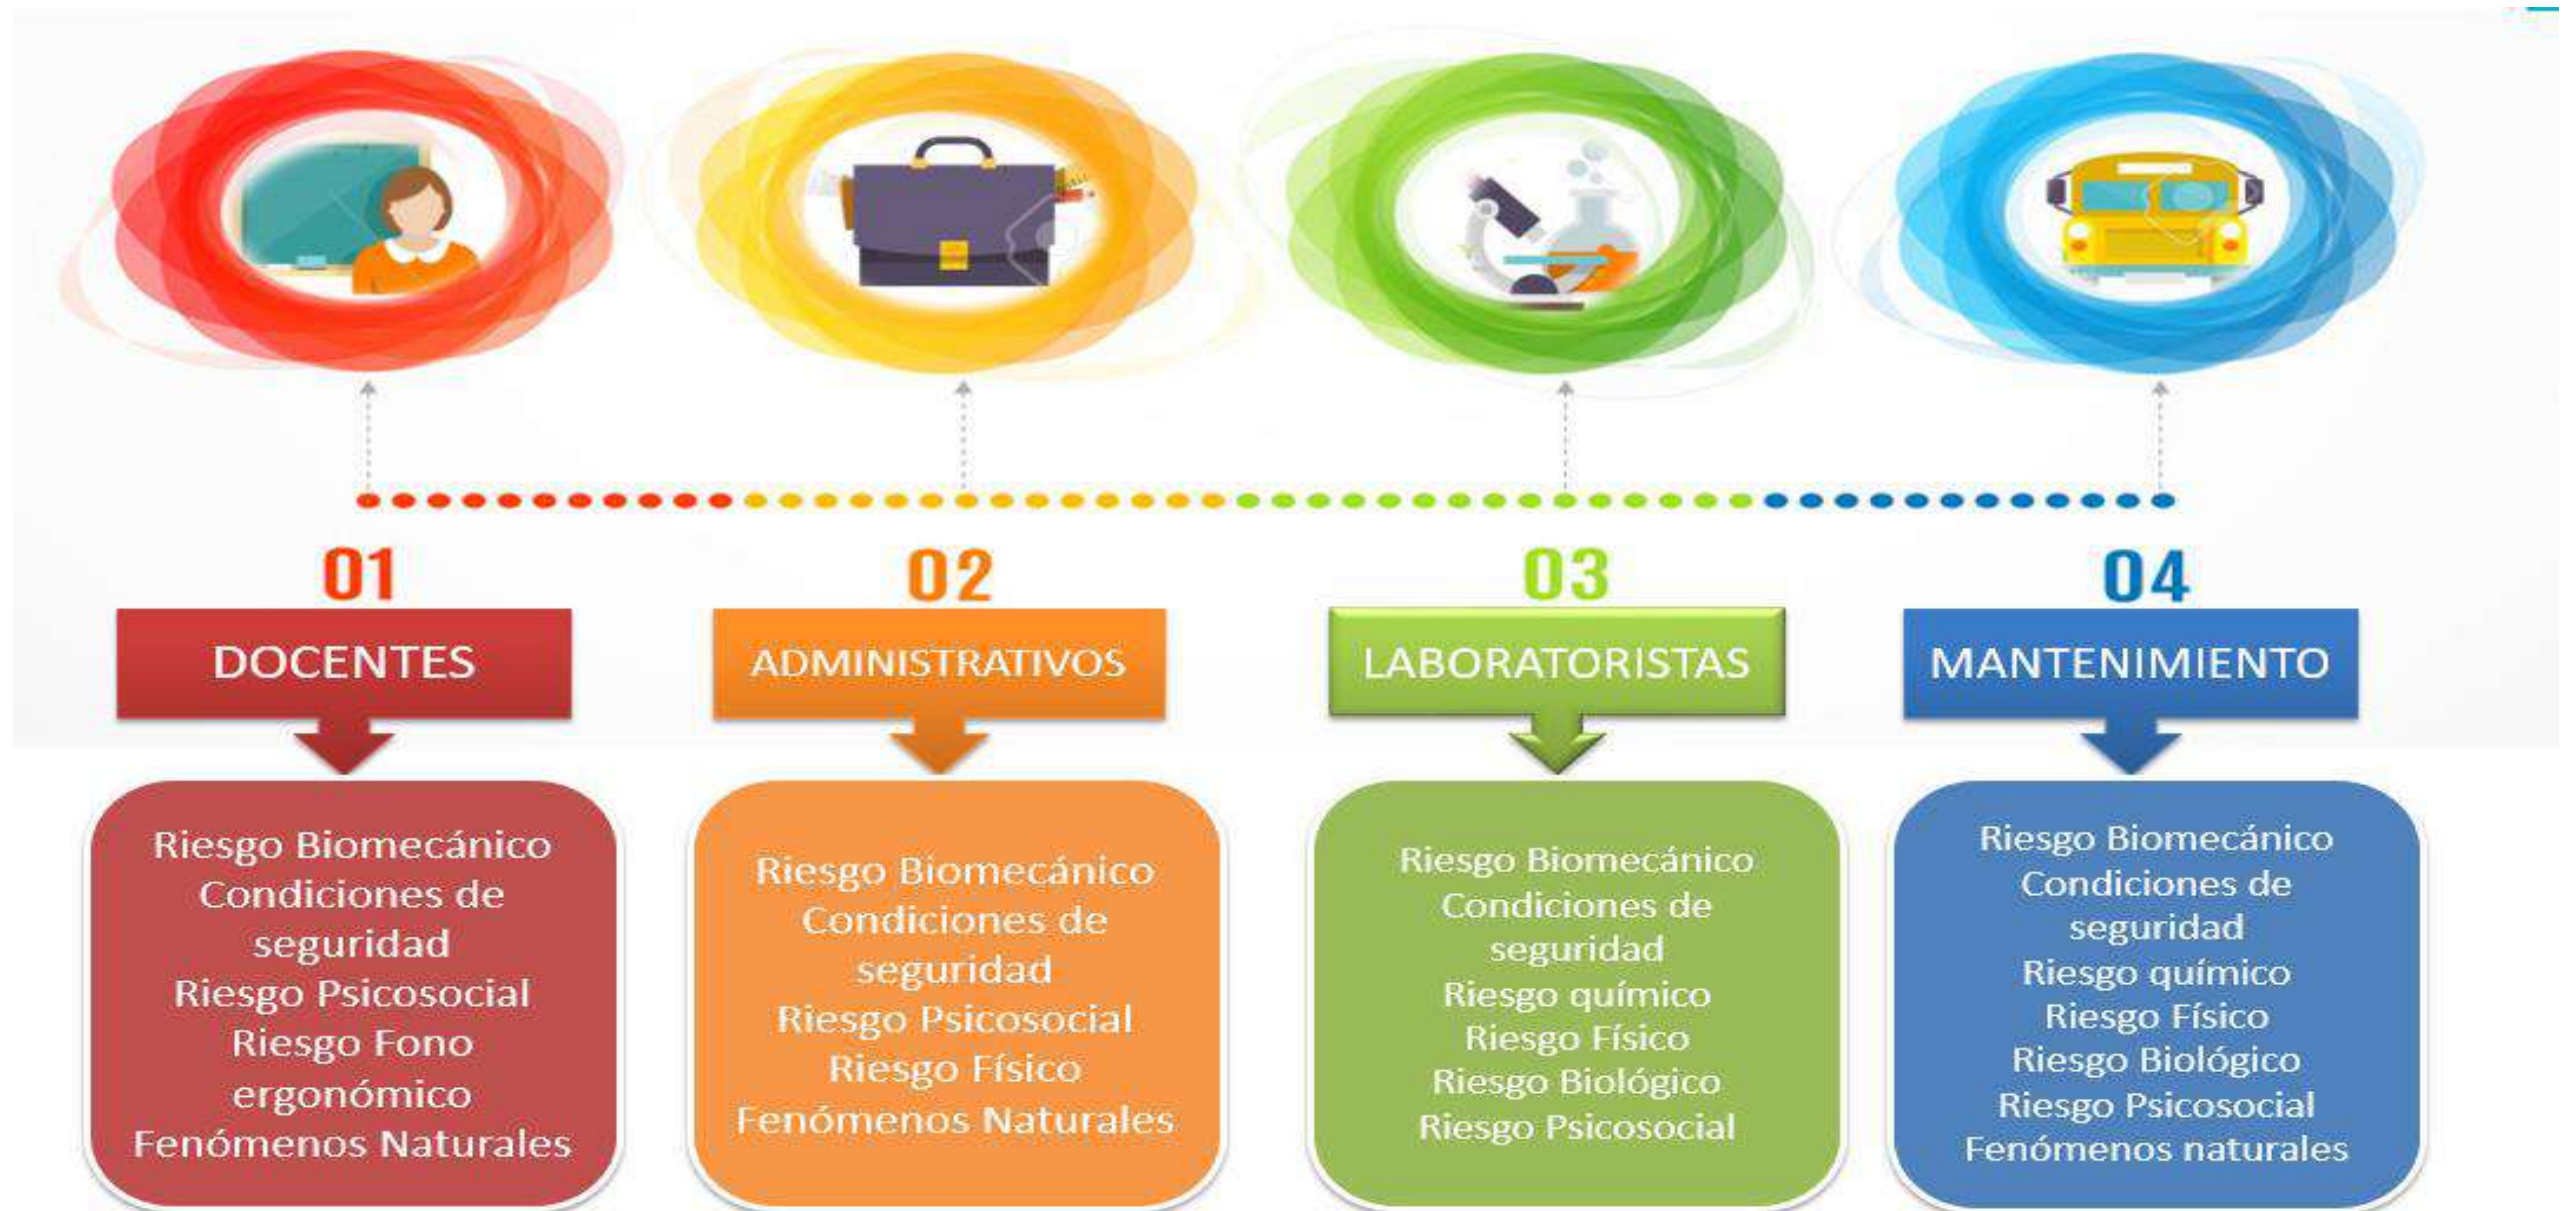 01
DOCENTES
Riesgo Biomecánico
Condiciones de
seguridad
Riesgo Psicosocial
Riesgo Fono
ergonómico
Fenómenos Naturales
02
ADMINISTRATIVOS
Riesgo Biomecánico
Condiciones de
seguridad
Riesgo Psicosocial
Riesgo Físico
Fenómenos Naturales
03
LABORATORISTAS
Riesgo Biomecánico
Condiciones de
seguridad
Riesgo químico
Riesgo Físico
Riesgo Biológico
Riesgo Psicosocial
04
MANTENIMIENTO
Riesgo Biomecánico
Condiciones de
seguridad
Riesgo químico
Riesgo Físico
Riesgo Biológico
Riesgo Psicosocial
Fenómenos naturales